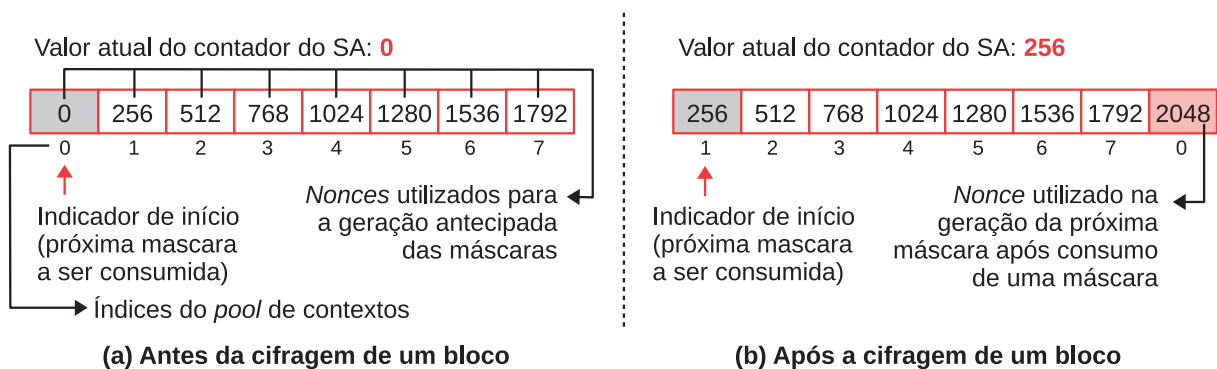 Valor atual do contador do SA: 0
0 256 512 768 1024 1280 1536 1792
0 1 2 3 4 5 6 7
Indicador de início
(próxima mascara
a ser consumida)
Nonces utilizados para
a geração antecipada
das máscaras
Índices do pool de contextos
(a) Antes da cifragem de um bloco
Valor atual do contador do SA: 256
256 512 768 1024 1280 1536 1792 2048
1 2 3 4 5 6 7 0
Indicador de início
(próxima mascara
a ser consumida)
Nonce utilizado na
geração da próxima
máscara após consumo
de uma máscara
(b) Após a cifragem de um bloco